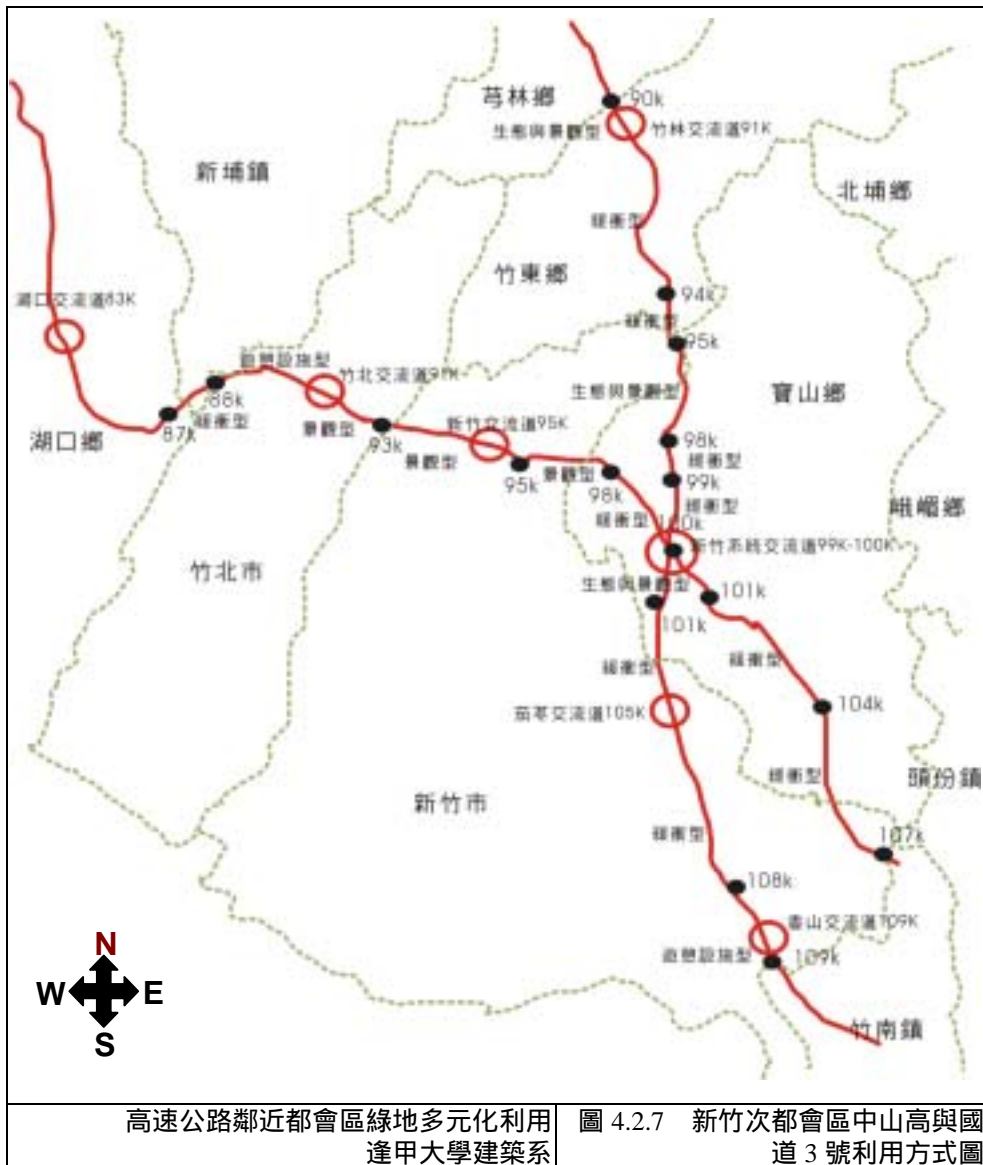 芎林鄉
90k
生態與景觀型
竹林交流道91K
新埔鎮
北埔鄉
緩衝型
竹東鄉
湖口交流道83K
94k
緩衝型
95k
遊憩設施型
竹北交流道91K
生態與景觀型
寶山鄉
88k
87k
緩衝型
景觀型
93k
新竹交流道95K
湖口鄉
98k
緩衝型
景觀型
95k
景觀型
98k
99k
緩衝型
峨嵋鄉
緩衝型
100k
新竹系統交流道99K-100K
竹北市
生態與景觀型
101k
101k
緩衝型
緩衝型
茄苳交流道105K
104k
新竹市
緩衝型
頭份鎮
緩衝型
107k
108k
香山交流道109K
遊憩設施型
109k
竹南鎮
N
W
E
S
高速公路鄰近都會區綠地多元化利用
逢甲大學建築系
圖 4.2.7 新竹次都會區中山高與國
道 3 號利用方式圖